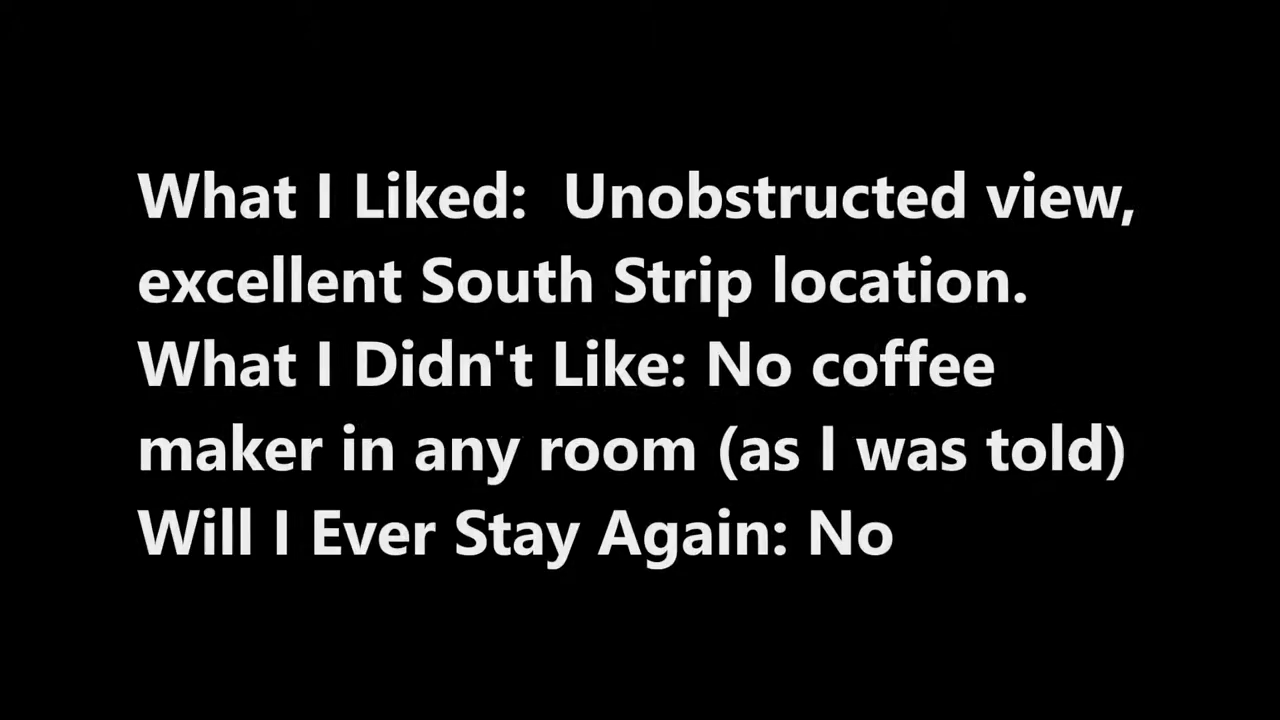 What I Liked:  Unobstructed view,
excellent South Strip location.
What I Didn't Like: No coffee
maker in any room (as I was told)
Will I Ever Stay Again: No